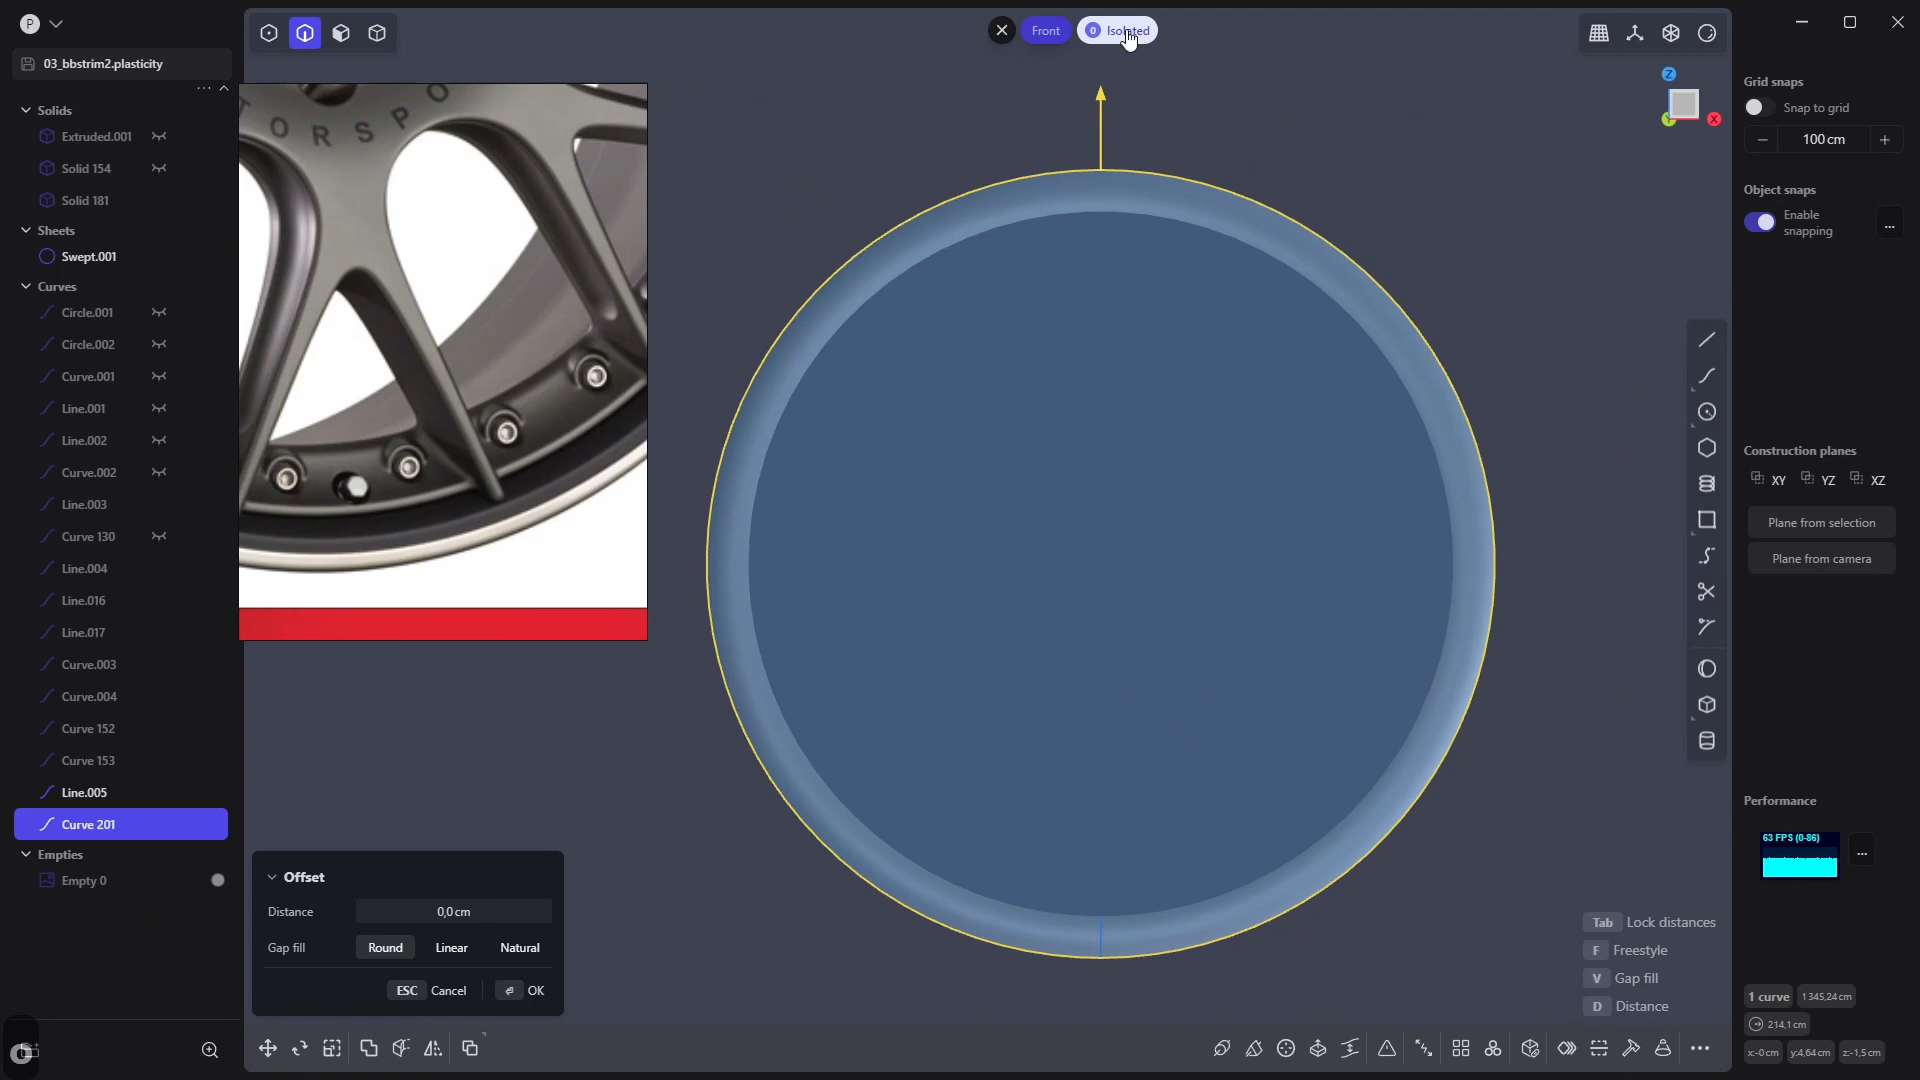 P
03_bbstrim2.plasticity
Solids
Extruded.001
Solid 154
Solid 181
Sheets
Swept.001
Curves
Circle.001
Circle.002
Curve.001
Line.001
Line.002
Curve.002
Line.003
Curve 130
Line.004
Line.016
Line.017
Curve.003
Curve.004
Curve 152
Curve 153
Line.005
Curve 201
Empties
Empty 0
TORSPO
Front
0 Isolated
Offset
Distance 0,0 cm
Gap fill Round Linear Natural
ESC Cancel OK
Tab Lock distances
F Freestyle
V Gap fill
D Distance
Z
Y
X
Grid snaps
Snap to grid
100 cm
Object snaps
Enable snapping
...
Construction planes
XY YZ XZ
Plane from selection
Plane from camera
Performance
63 FPS (0-86)
...
1 curve 1 345,24 cm
214,1 cm
x:-0 cm y:4,64 cm z:-1,5 cm